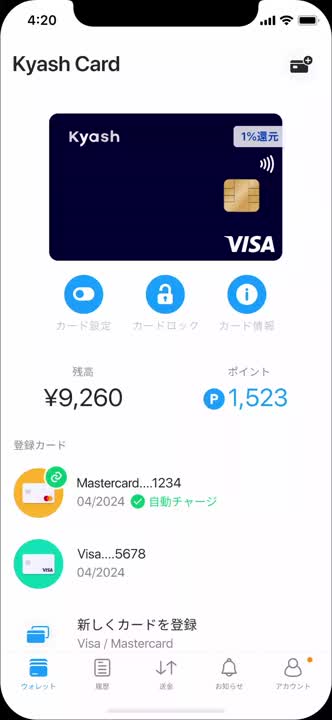 4:20
Kyash Card
Kyash
1%還元
VISA
カード設定 カードロック カード情報
残高 ポイント
¥9,260 P 1,523
登録カード
Mastercard....1234
04/2024 自動チャージ
Visa....5678
VISA
04/2024
新しくカードを登録
Visa / Mastercard
ウォレット 履歴 送金 お知らせ アカウント